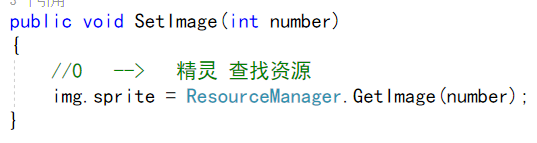 public void SetImage(int number)
{
//0 --> 精灵 查找资源
img.sprite = ResourceManager.GetImage(number);
}